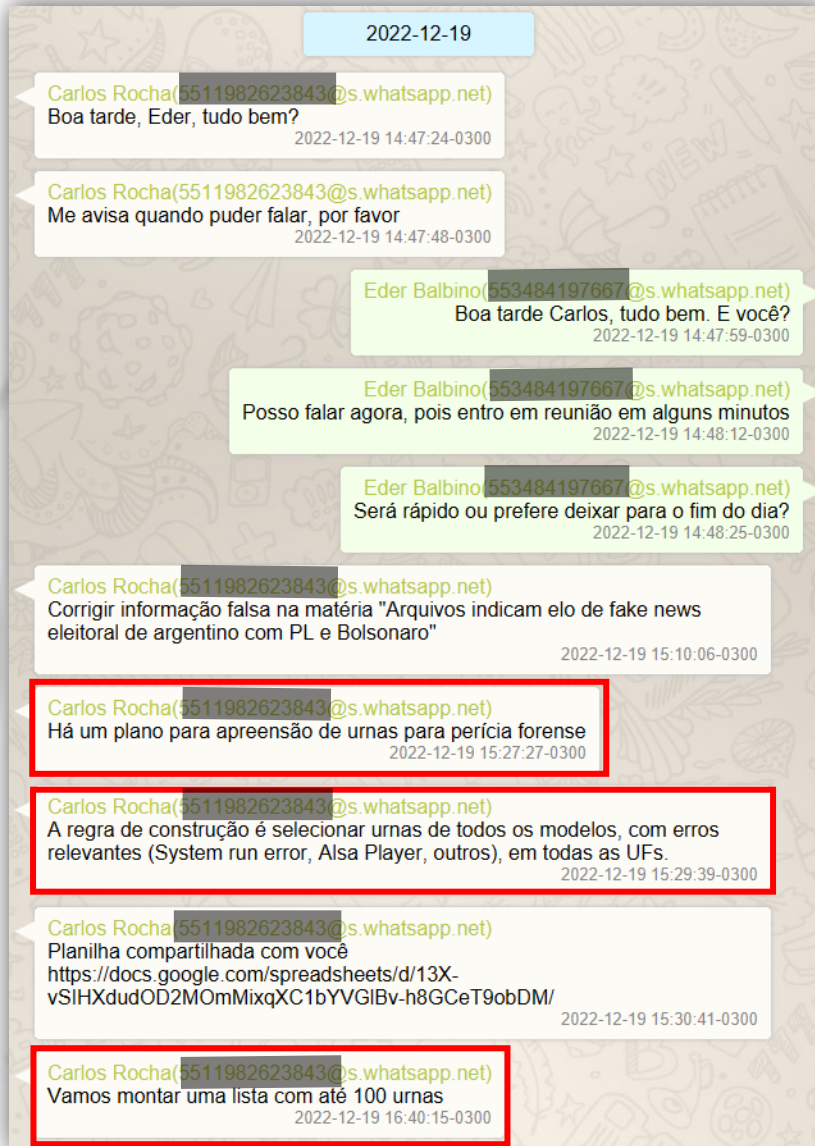 2022-12-19
Carlos Rocha( @s.whatsapp.net)
Boa tarde, Eder, tudo bem?
2022-12-19 14:47:24-0300
Carlos Rocha(5511982623843@s.whatsapp.net)
Me avisa quando puder falar, por favor
2022-12-19 14:47:48-0300
Eder Balbino( @s.whatsapp.net)
Boa tarde Carlos, tudo bem. E você?
2022-12-19 14:47:59-0300
Eder Balbino( @s.whatsapp.net)
Posso falar agora, pois entro em reunião em alguns minutos
2022-12-19 14:48:12-0300
Eder Balbino( @s.whatsapp.net)
Será rápido ou prefere deixar para o fim do dia?
2022-12-19 14:48:25-0300
Carlos Rocha( @s.whatsapp.net)
Corrigir informação falsa na matéria "Arquivos indicam elo de fake news
eleitoral de argentino com PL e Bolsonaro"
2022-12-19 15:10:06-0300
Carlos Rocha( @s.whatsapp.net)
Há um plano para apreensão de urnas para perícia forense
2022-12-19 15:27:27-0300
Carlos Rocha( @s.whatsapp.net)
A regra de construção é selecionar urnas de todos os modelos, com erros
relevantes (System run error, Alsa Player, outros), em todas as UFs.
2022-12-19 15:29:39-0300
Carlos Rocha( @s.whatsapp.net)
Planilha compartilhada com você
https://docs.google.com/spreadsheets/d/13X-
vSIHXdudOD2MOmMixqXC1bYVGlBv-h8GCeT9obDM/
2022-12-19 15:30:41-0300
Carlos Rocha( @s.whatsapp.net)
Vamos montar uma lista com até 100 urnas
2022-12-19 16:40:15-0300